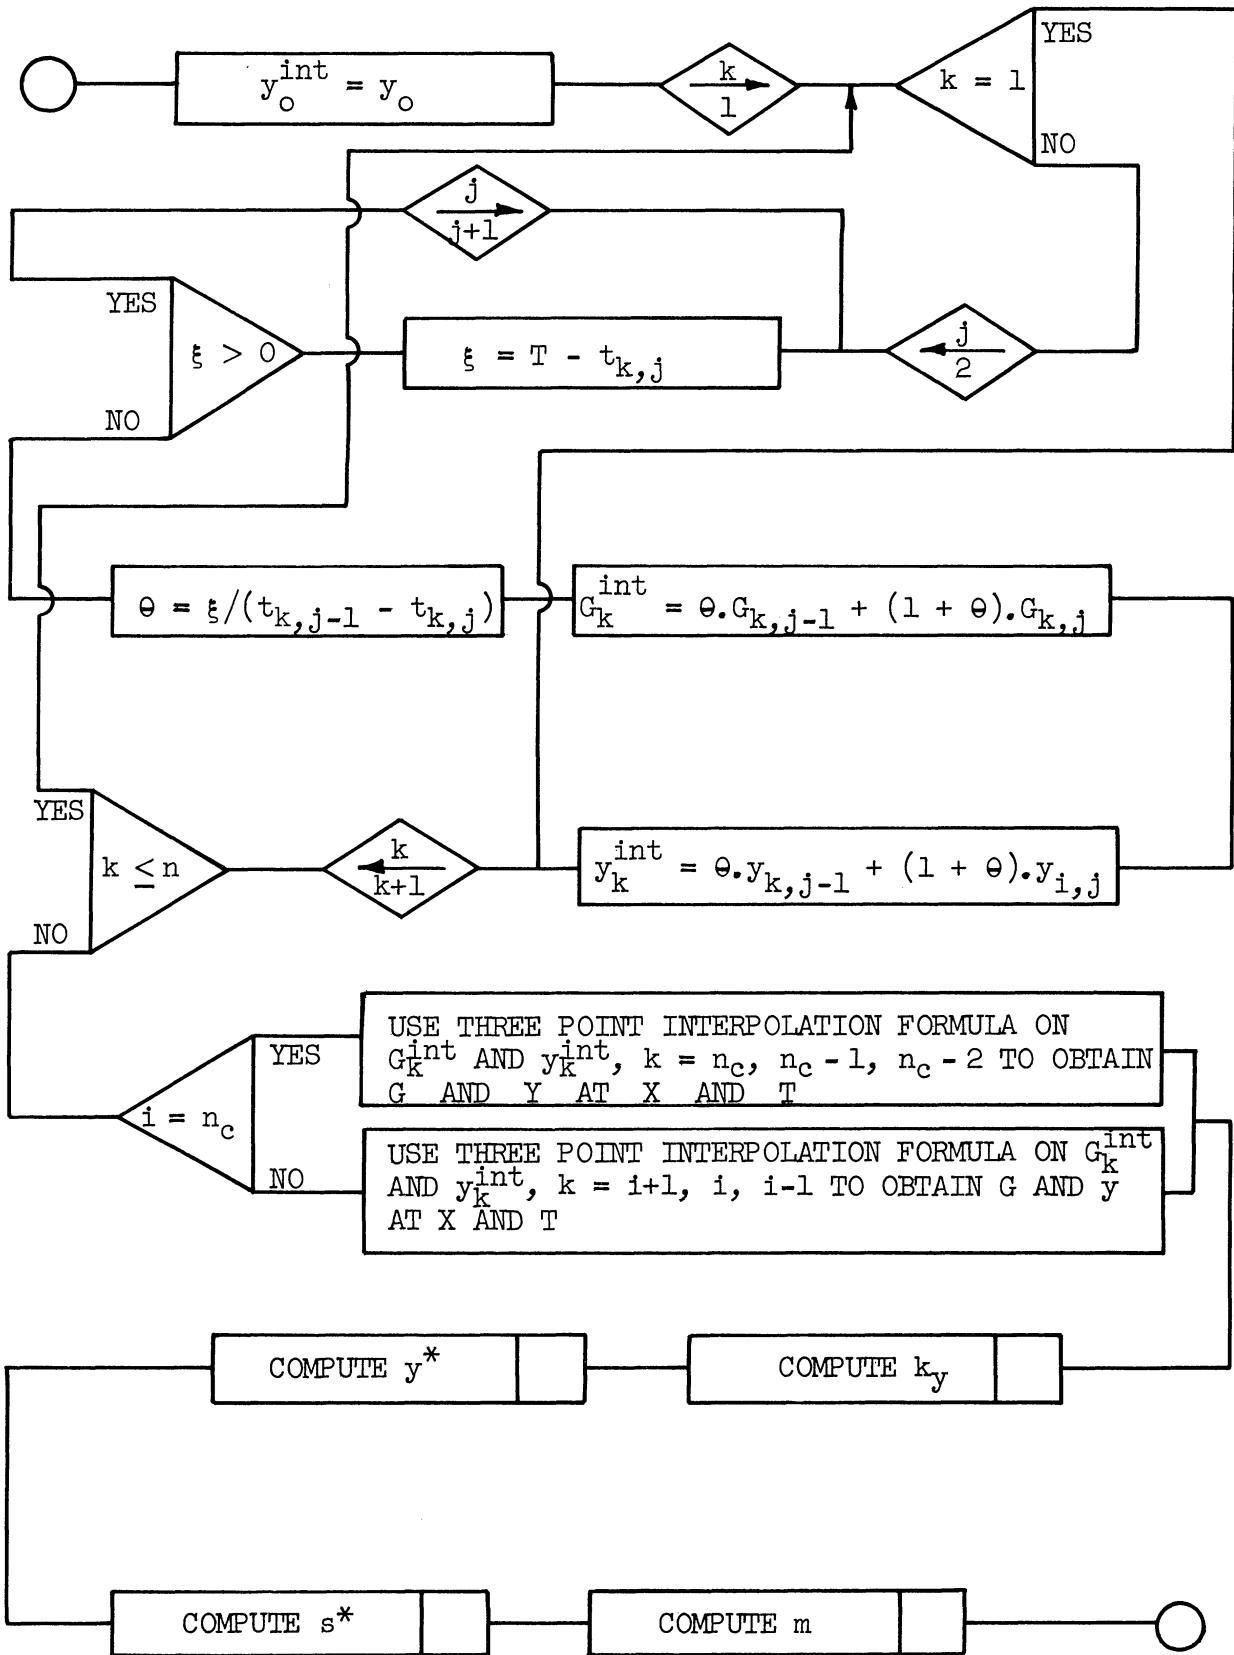 y_o^int = y_o
k
1
k = 1
YES
NO
j
j+1
YES
ξ > 0
NO
ξ = T - t_k,j
j
2
θ = ξ/(t_k,j-1 - t_k,j)
G_k^int = θ.G_k,j-1 + (1 + θ).G_k,j
YES
k ≤ n
NO
k
k+1
y_k^int = θ.y_k,j-1 + (1 + θ).y_i,j
i = n_c
YES
NO
USE THREE POINT INTERPOLATION FORMULA ON
G_k^int AND y_k^int, k = n_c, n_c - 1, n_c - 2 TO OBTAIN
G AND Y AT X AND T
USE THREE POINT INTERPOLATION FORMULA ON G_k^int
AND y_k^int, k = i+1, i, i-1 TO OBTAIN G AND y
AT X AND T
COMPUTE y*
COMPUTE k_y
COMPUTE s*
COMPUTE m